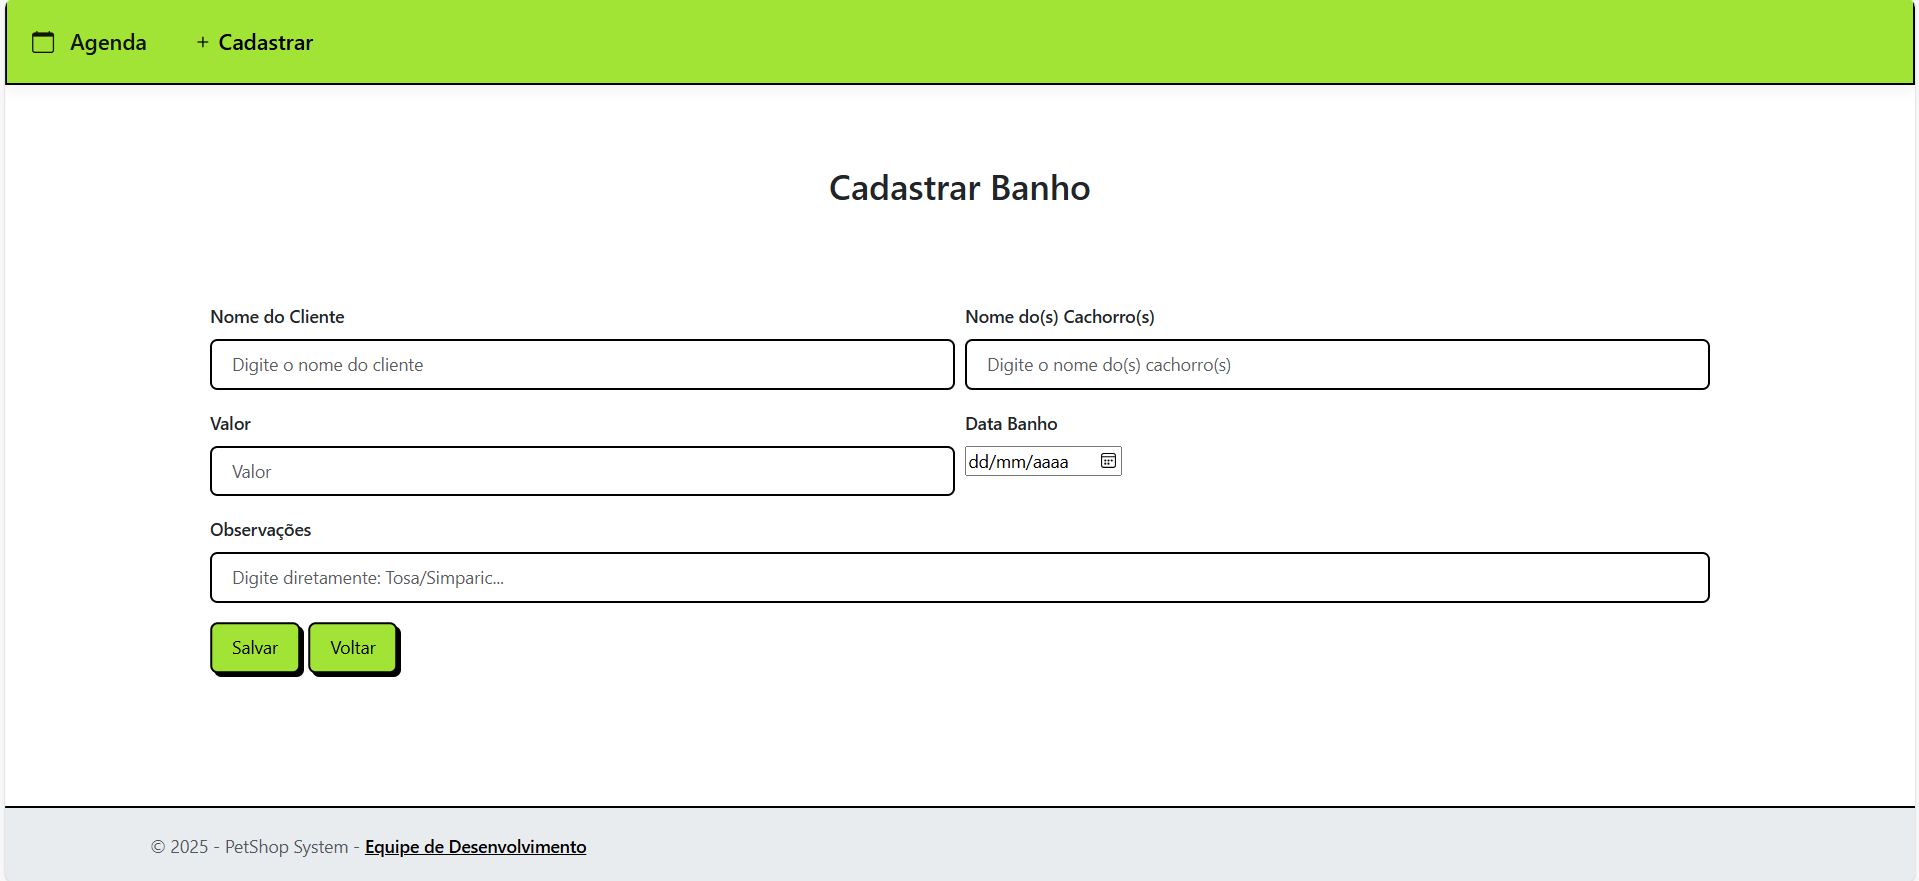 Agenda + Cadastrar
Cadastrar Banho
Nome do Cliente Nome do(s) Cachorro(s)
Digite o nome do cliente Digite o nome do(s) cachorro(s)
Valor Data Banho
Valor dd/mm/aaaa
Observações
Digite diretamente: Tosa/Simparic...
Salvar Voltar
© 2025 - PetShop System - Equipe de Desenvolvimento